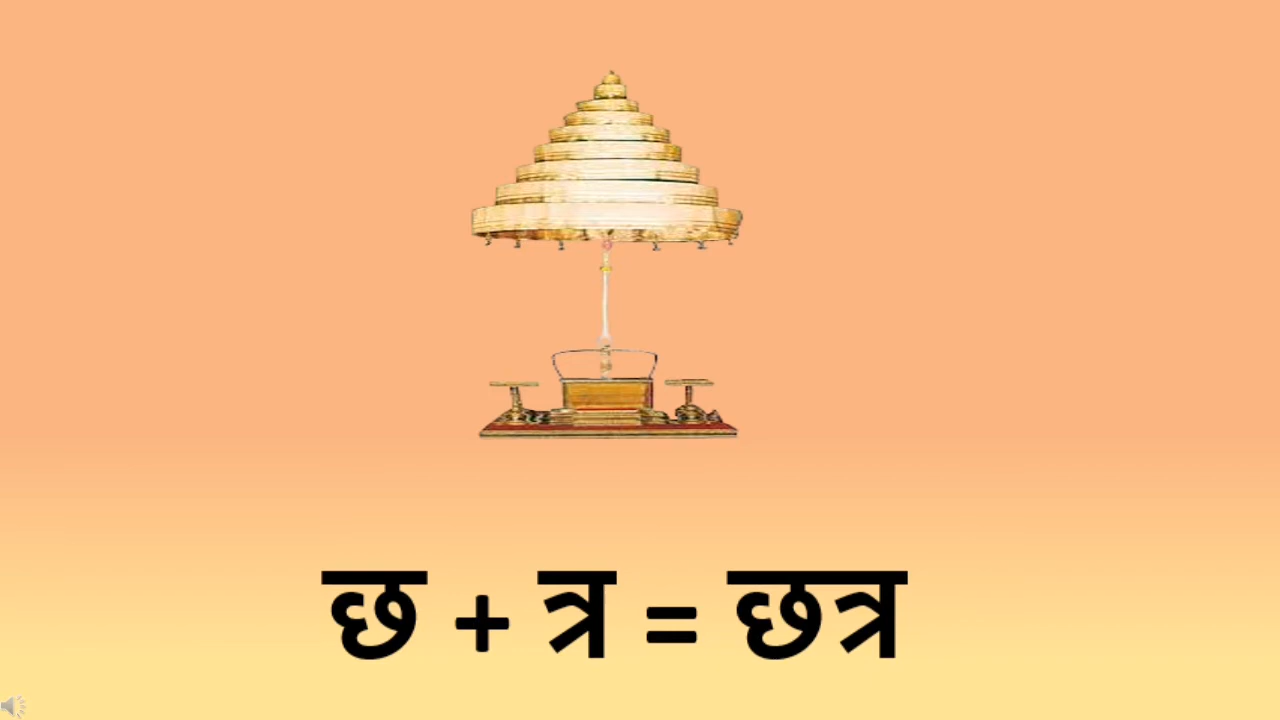 छ + त्र = छत्र